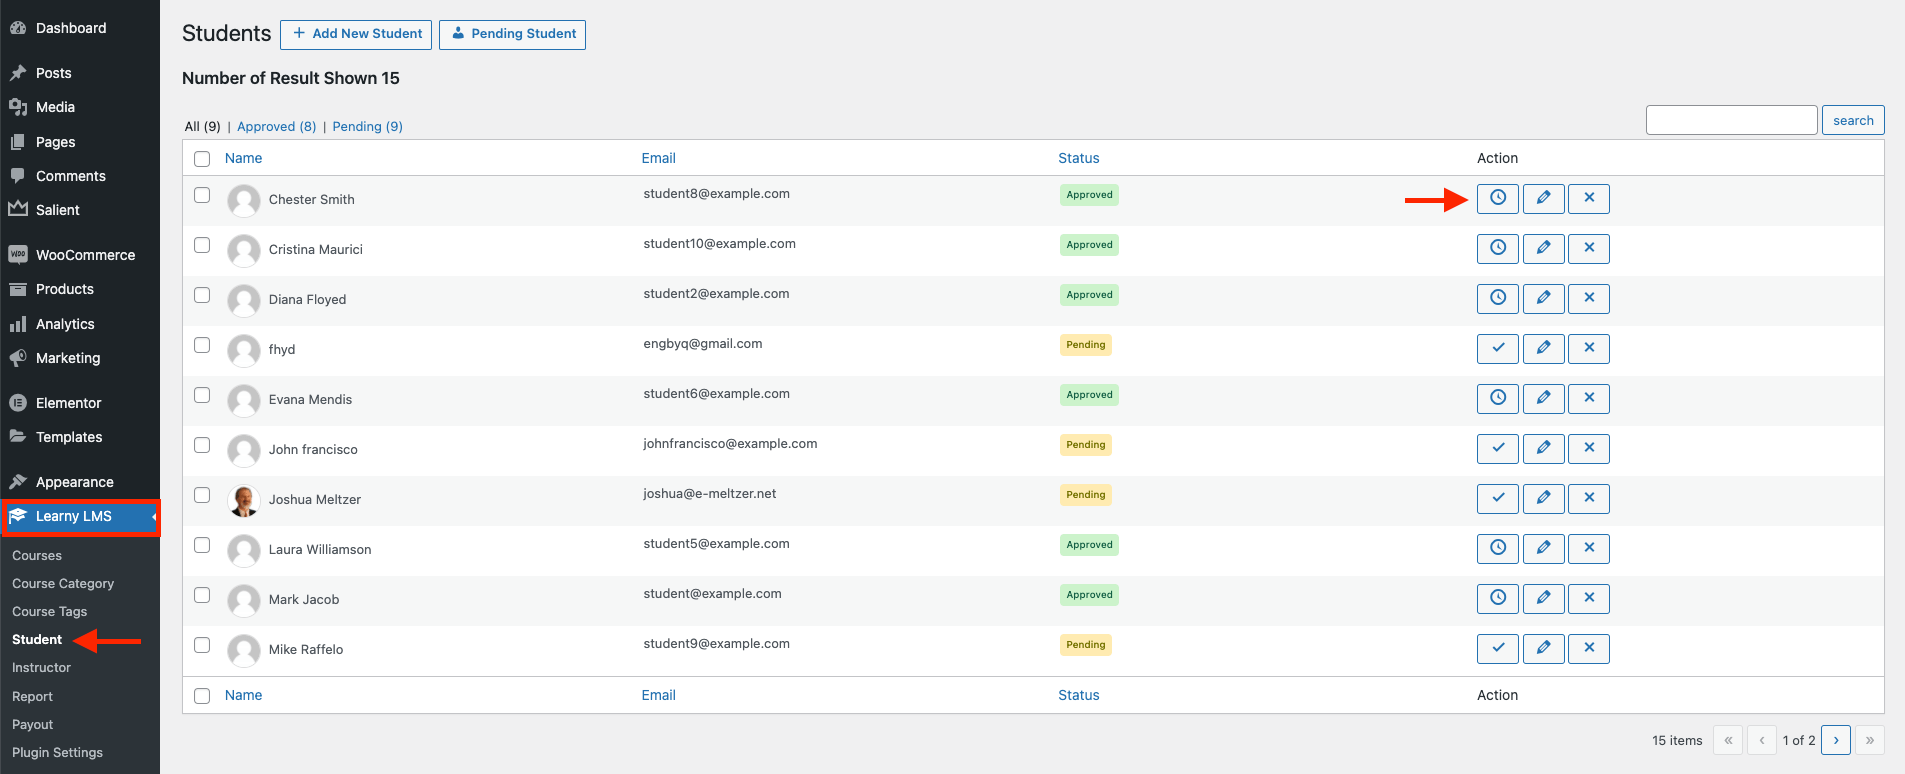 Dashboard
Posts
Media
Pages
Comments
Salient
WooCommerce
Products
Analytics
Marketing
Elementor
Templates
Appearance
Learny LMS
Courses
Course Category
Course Tags
Student
Instructor
Report
Payout
Plugin Settings
Students + Add New Student Pending Student
Number of Result Shown 15
All (9) | Approved (8) | Pending (9)
search
Name Email Status Action
Chester Smith student8@example.com Approved
Cristina Maurici student10@example.com Approved
Diana Floyed student2@example.com Approved
fhyd engbyq@gmail.com Pending
Evana Mendis student6@example.com Approved
John francisco johnfrancisco@example.com Pending
Joshua Meltzer joshua@e-meltzer.net Pending
Laura Williamson student5@example.com Approved
Mark Jacob student@example.com Approved
Mike Raffelo student9@example.com Pending
Name Email Status Action
15 items « ‹ 1 of 2 › »